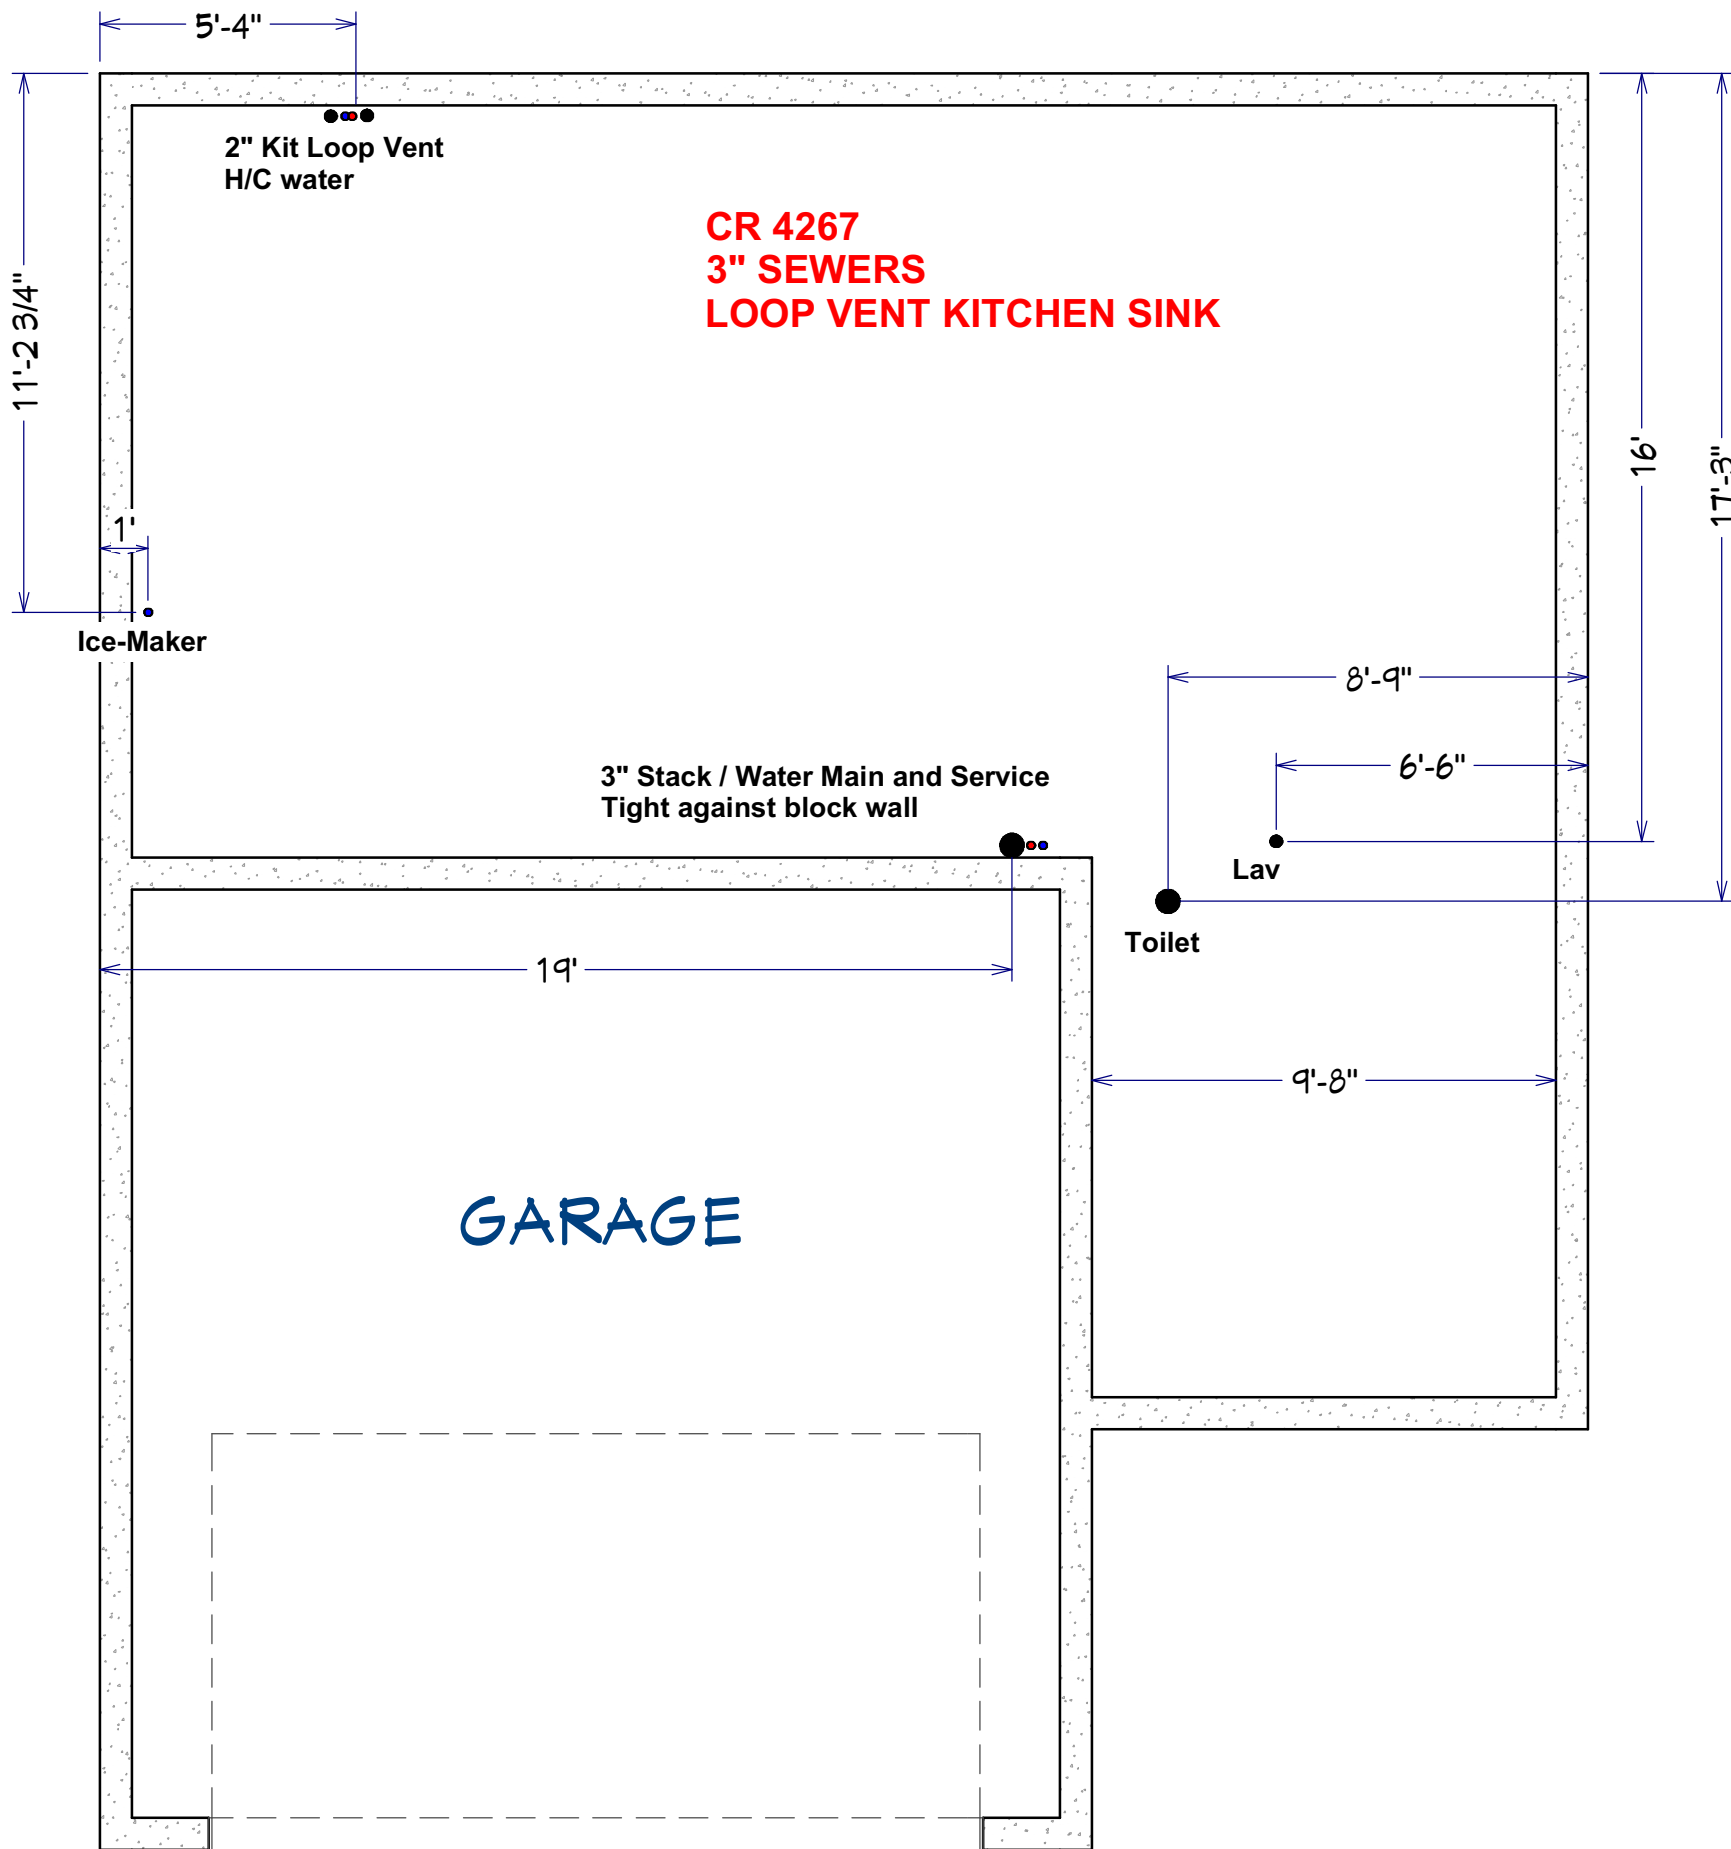 5'-4"
2" Kit Loop Vent
H/C water
CR 4267
3" SEWERS
LOOP VENT KITCHEN SINK
11'-2 3/4"
16'
17'-3"
1'
Ice-Maker
8'-9"
6'-6"
3" Stack / Water Main and Service
Tight against block wall
Lav
Toilet
19'
9'-8"
GARAGE